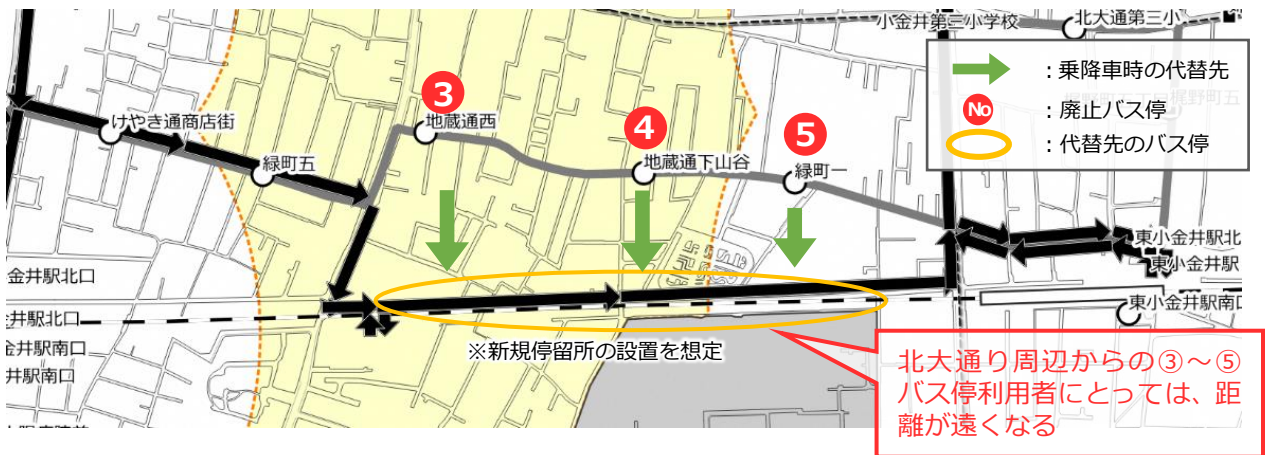 小金井第三小学校
北大通第三小
：乗降車時の代替先
No
：廃止バス停
：代替先のバス停
③
地蔵通西
④
地蔵通下山谷
⑤
緑町一
けやき通商店街
緑町五
東小金井駅北
東小金井駅
東小金井駅南口
金井駅北口
井駅北口
金井駅南口
井駅南口
※新規停留所の設置を想定
北大通り周辺からの③～⑤
バス停利用者にとっては、距
離が遠くなる